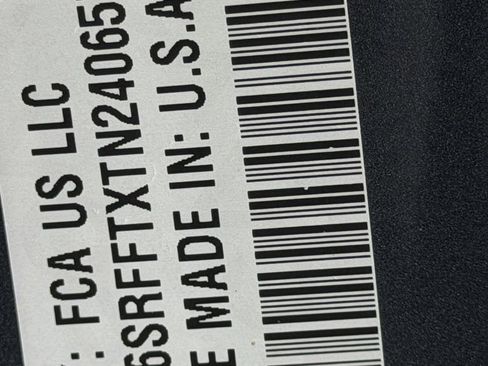 : FCA US LLC
6SRFFTXTN24065
E MADE IN: U.S.A